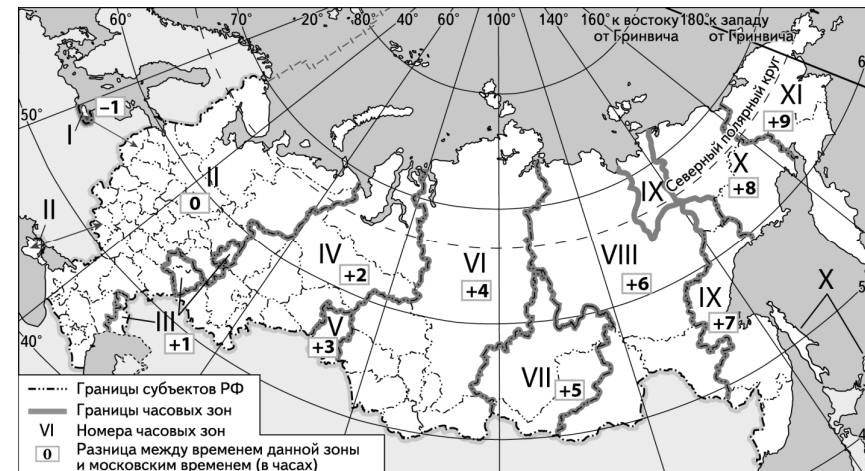 60° 70° 20° 80° 40° 60° 100° 140° 160° к востоку 180° к западу
от Гринвича от Гринвича
50°
40°
Северный полярный круг
I
−1
II
II
0
III
+1
IV
+2
V
+3
VI
+4
VII
+5
VIII
+6
IX
IX
+7
X
+8
X
XI
+9
6
5
4
Границы субъектов РФ
Границы часовых зон
VI Номера часовых зон
0 Разница между временем данной зоны
и московским временем (в часах)